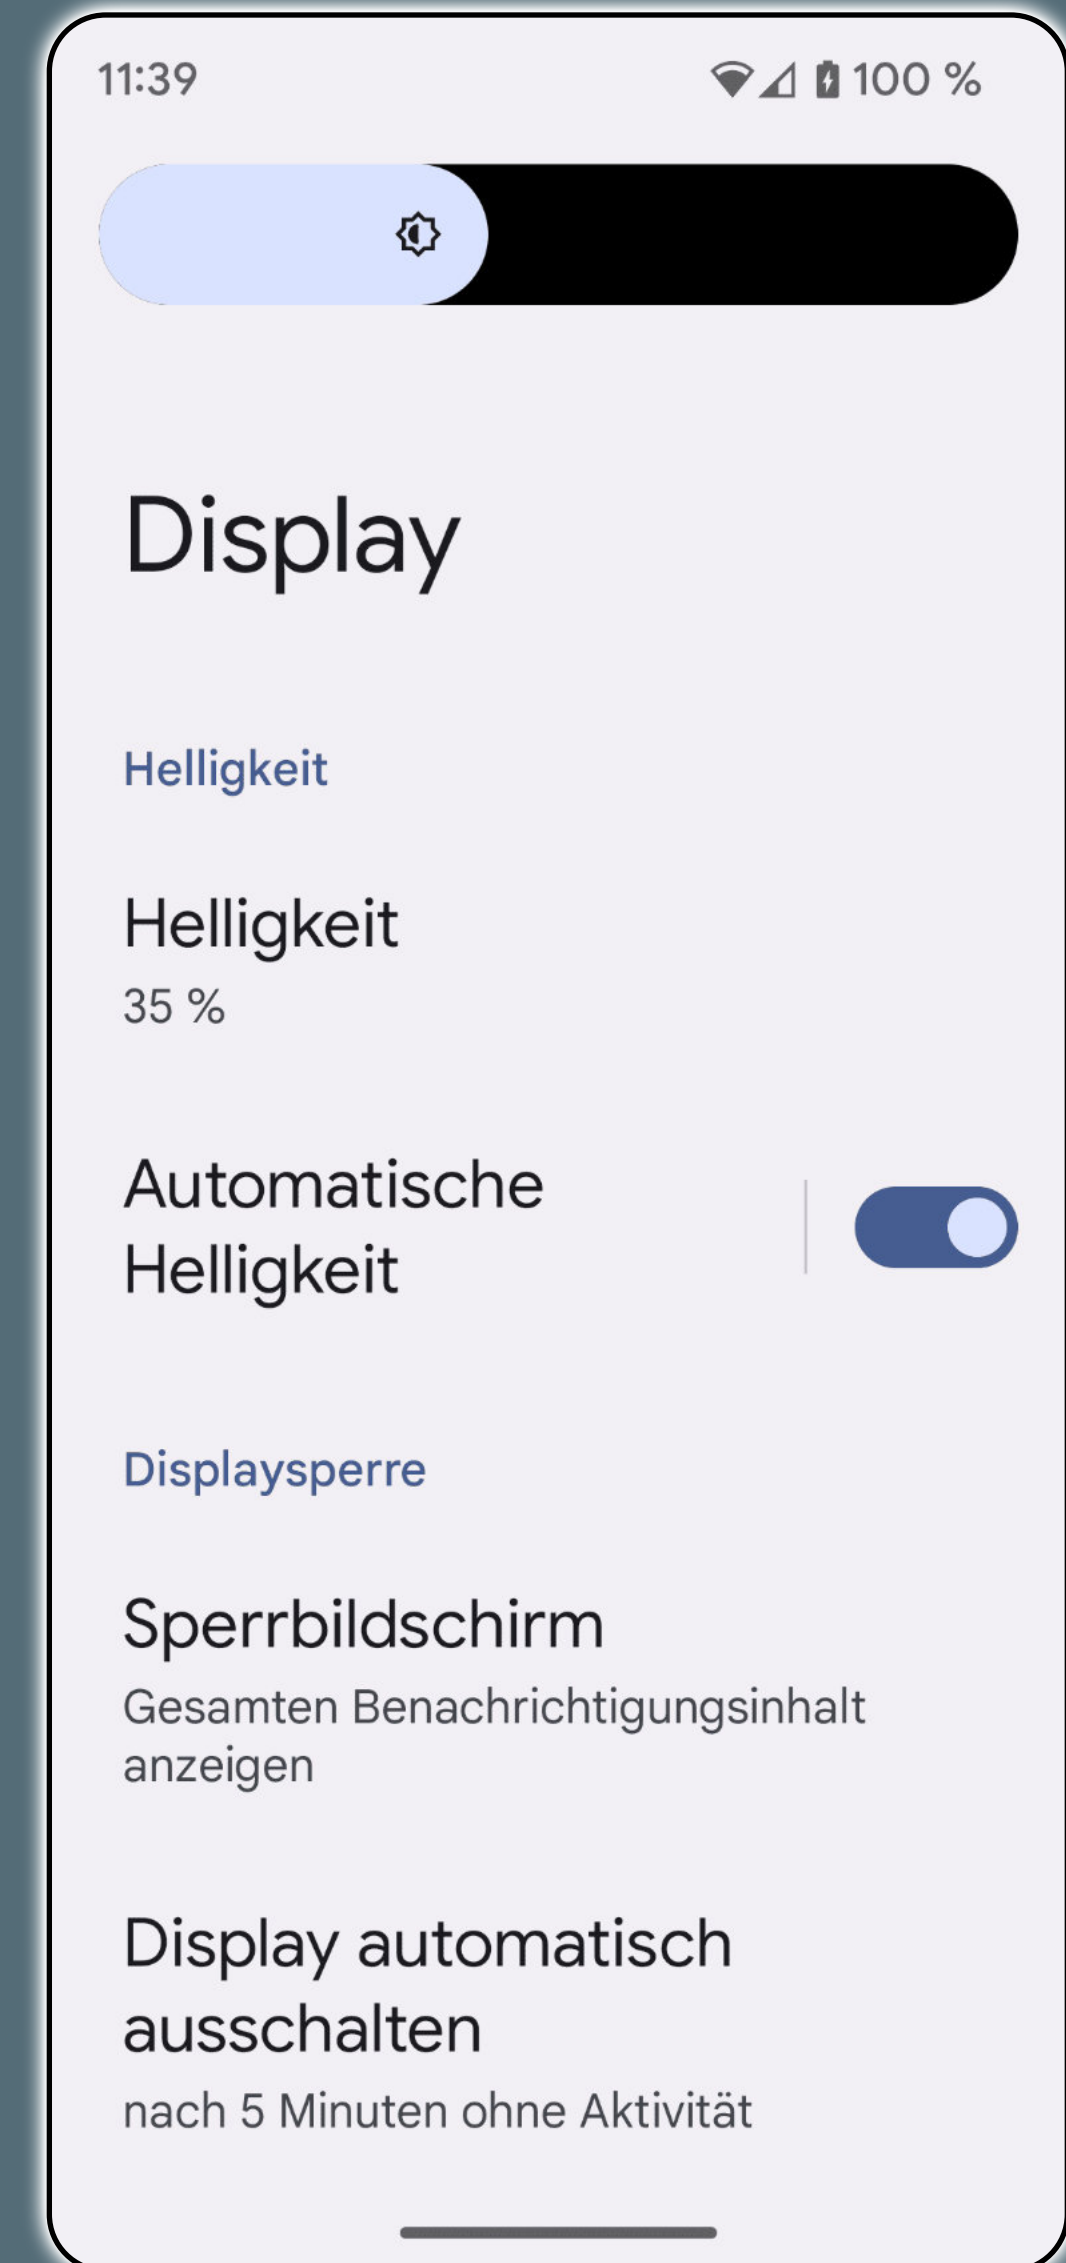 11:39 100 %
Display
Helligkeit
Helligkeit
35 %
Automatische
Helligkeit
Displaysperre
Sperrbildschirm
Gesamten Benachrichtigungsinhalt
anzeigen
Display automatisch
ausschalten
nach 5 Minuten ohne Aktivität